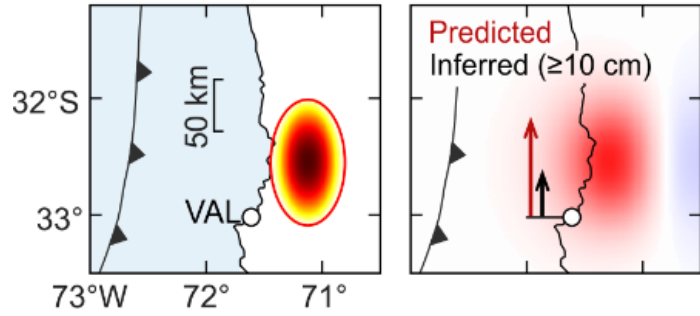 Predicted
Inferred (≥10 cm)
32°S
50 km
VAL
33°
73°W
72°
71°